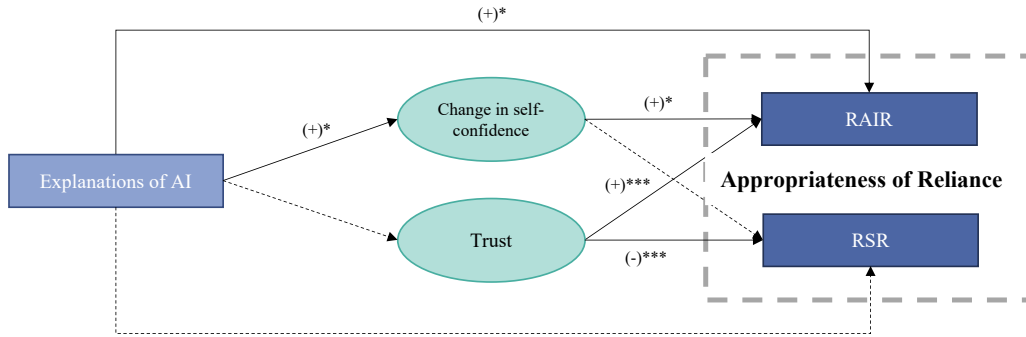 (+)*
Change in self-
confidence
(+)*
(+)*
RAIR
Explanations of AI
(+)***
Appropriateness of Reliance
Trust
RSR
(-)***